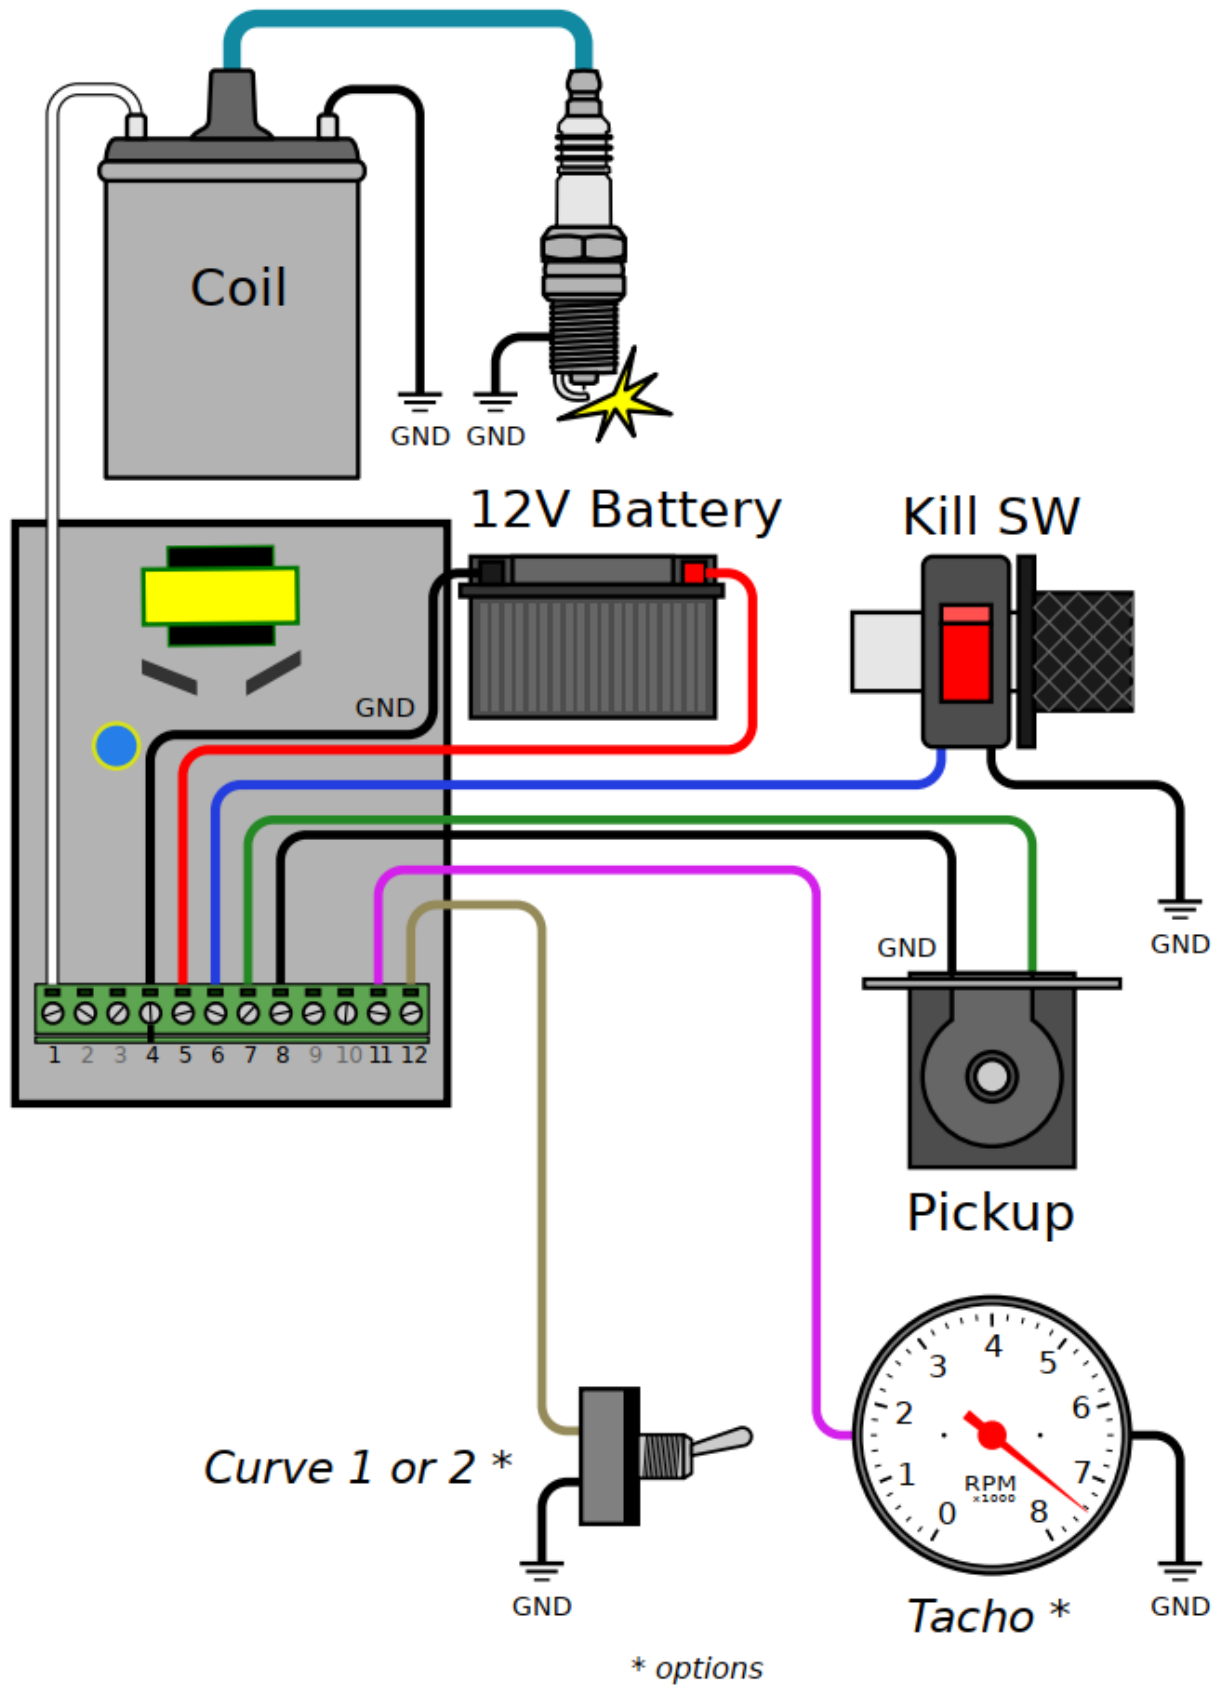 Coil
GND GND
12V Battery
Kill SW
GND
GND
GND
1 2 3 4 5 6 7 8 9 10 11 12
Pickup
0 1 2 3 4 5 6 7 8
RPM
x1000
Curve 1 or 2 *
GND
GND
Tacho *
* options